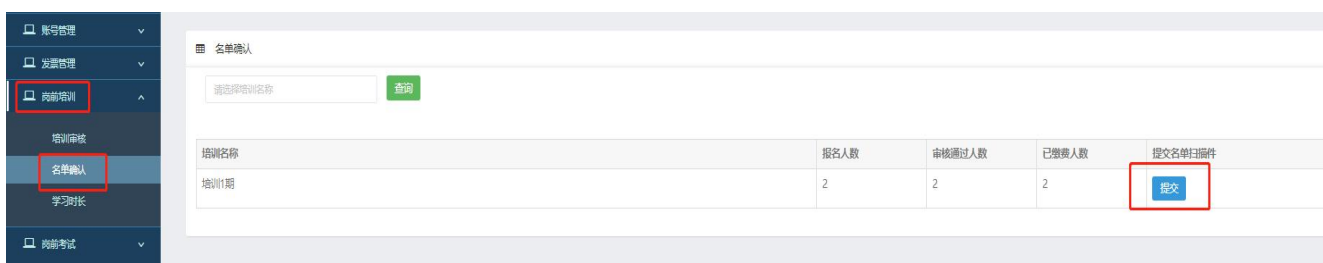 账号管理
发票管理
岗前培训
培训审核
名单确认
学习时长
岗前考试
名单确认
请选择培训名称 查询
培训名称 报名人数 审核通过人数 已缴费人数 提交名单扫描件
培训1期 2 2 2 提交